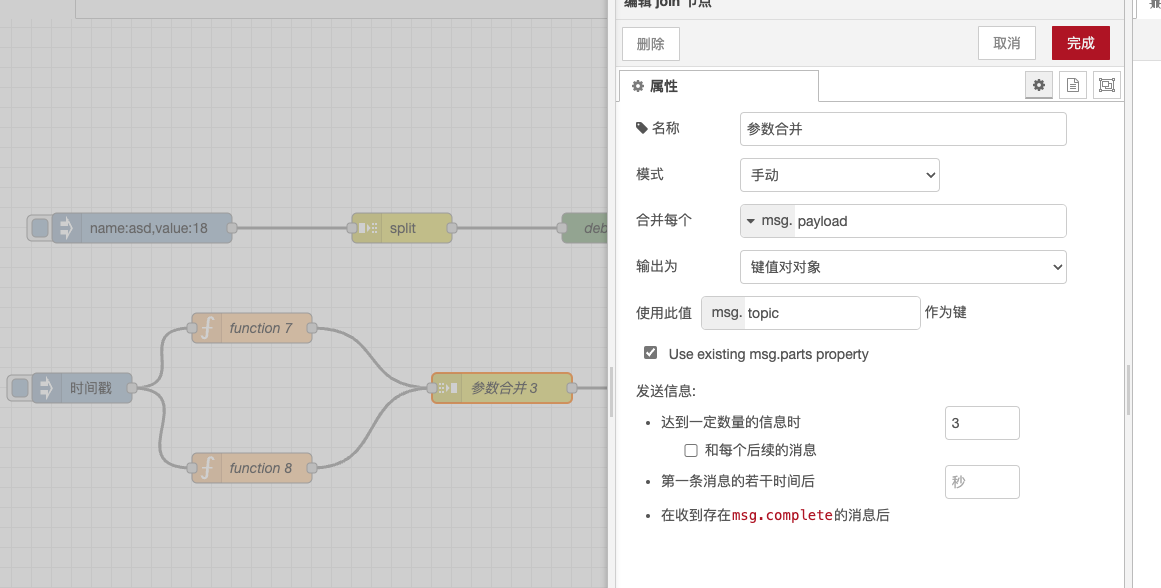 编辑 join 节点
删除
取消
完成
属性
名称
参数合并
模式
手动
合并每个
msg. payload
输出为
键值对对象
使用此值
msg. topic
作为键
Use existing msg.parts property
发送信息:
达到一定数量的信息时
3
和每个后续的消息
第一条消息的若干时间后
秒
在收到存在msg.complete的消息后
name:asd,value:18
split
deb
function 7
时间戳
参数合并 3
function 8